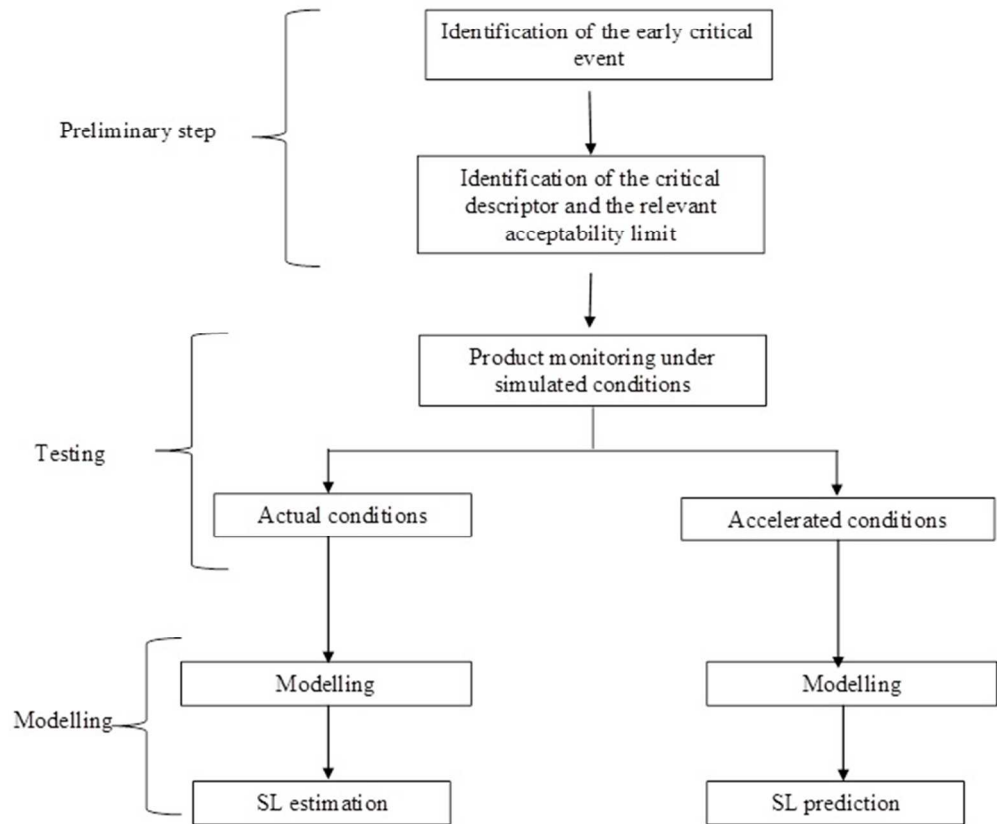 Identification of the early critical
event
Preliminary step
Identification of the critical
descriptor and the relevant
acceptability limit
Product monitoring under
simulated conditions
Testing
Actual conditions
Accelerated conditions
Modelling
Modelling
Modelling
SL estimation
SL prediction